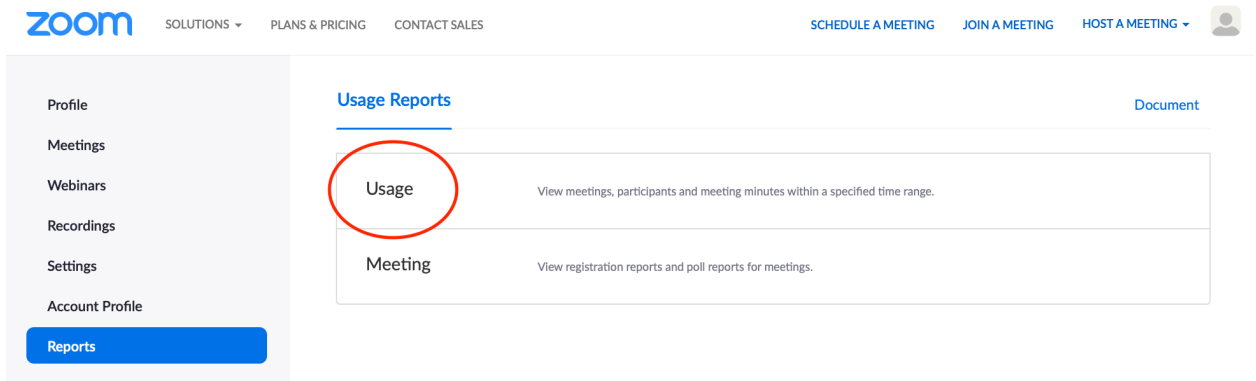 zoom SOLUTIONS PLANS & PRICING CONTACT SALES SCHEDULE A MEETING JOIN A MEETING HOST A MEETING
Profile
Meetings
Webinars
Recordings
Settings
Account Profile
Reports
Usage Reports
Document
Usage
View meetings, participants and meeting minutes within a specified time range.
Meeting
View registration reports and poll reports for meetings.